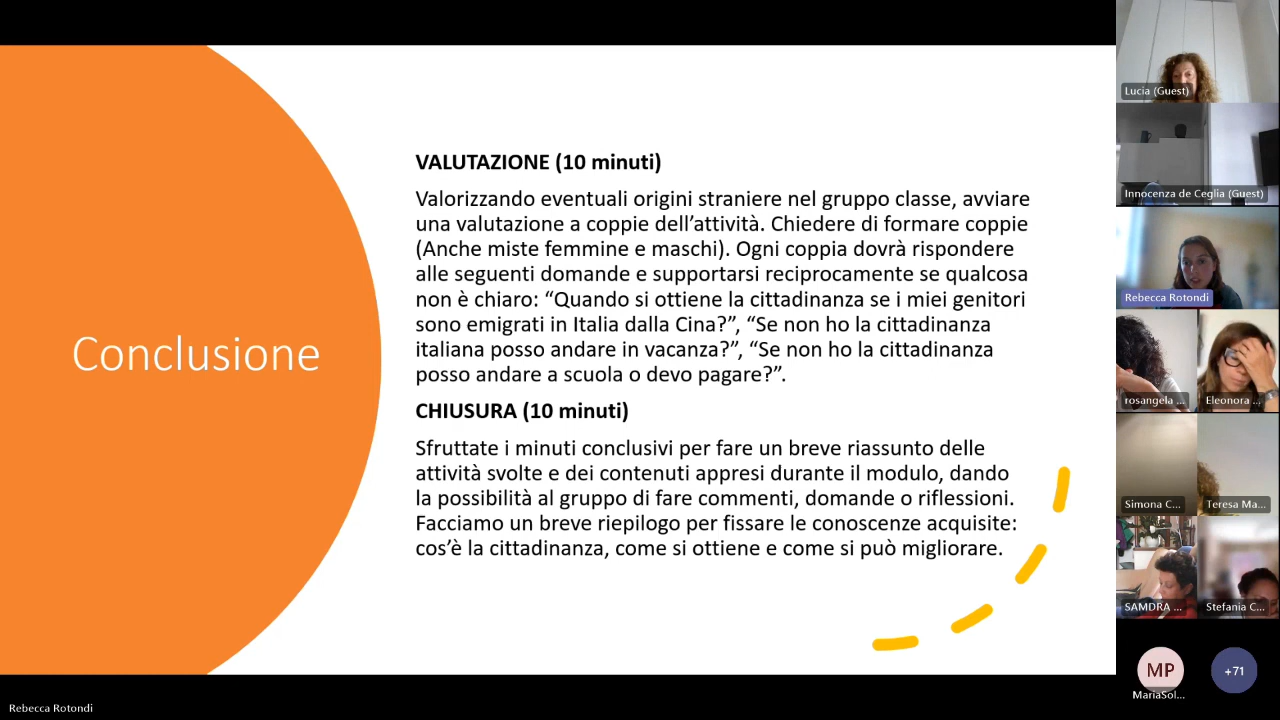 Conclusione
VALUTAZIONE (10 minuti)
Valorizzando eventuali origini straniere nel gruppo classe, avviare
una valutazione a coppie dell’attività. Chiedere di formare coppie
(Anche miste femmine e maschi). Ogni coppia dovrà rispondere
alle seguenti domande e supportarsi reciprocamente se qualcosa
non è chiaro: “Quando si ottiene la cittadinanza se i miei genitori
sono emigrati in Italia dalla Cina?”, “Se non ho la cittadinanza
italiana posso andare in vacanza?”, “Se non ho la cittadinanza
posso andare a scuola o devo pagare?”.
CHIUSURA (10 minuti)
Sfruttate i minuti conclusivi per fare un breve riassunto delle
attività svolte e dei contenuti appresi durante il modulo, dando
la possibilità al gruppo di fare commenti, domande o riflessioni.
Facciamo un breve riepilogo per fissare le conoscenze acquisite:
cos’è la cittadinanza, come si ottiene e come si può migliorare.
Lucia (Guest)
Innocenza de Ceglia (Guest)
Rebecca Rotondi
rosangela ...
Eleonora ...
Simona C...
Teresa Ma...
SAMDRA ...
Stefania C...
MP
MariaSol...
+71
Rebecca Rotondi